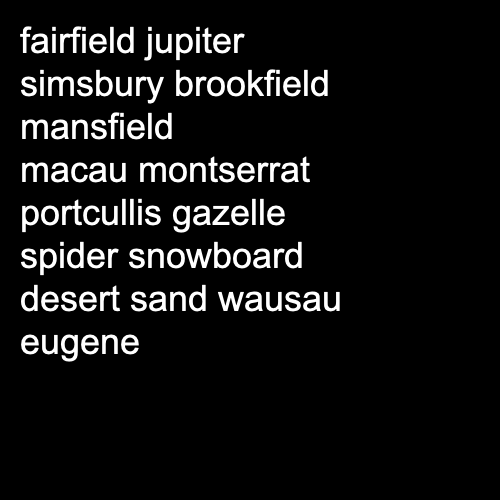 fairfield jupiter
simsbury brookfield
mansfield
macau montserrat
portcullis gazelle
spider snowboard
desert sand wausau
eugene